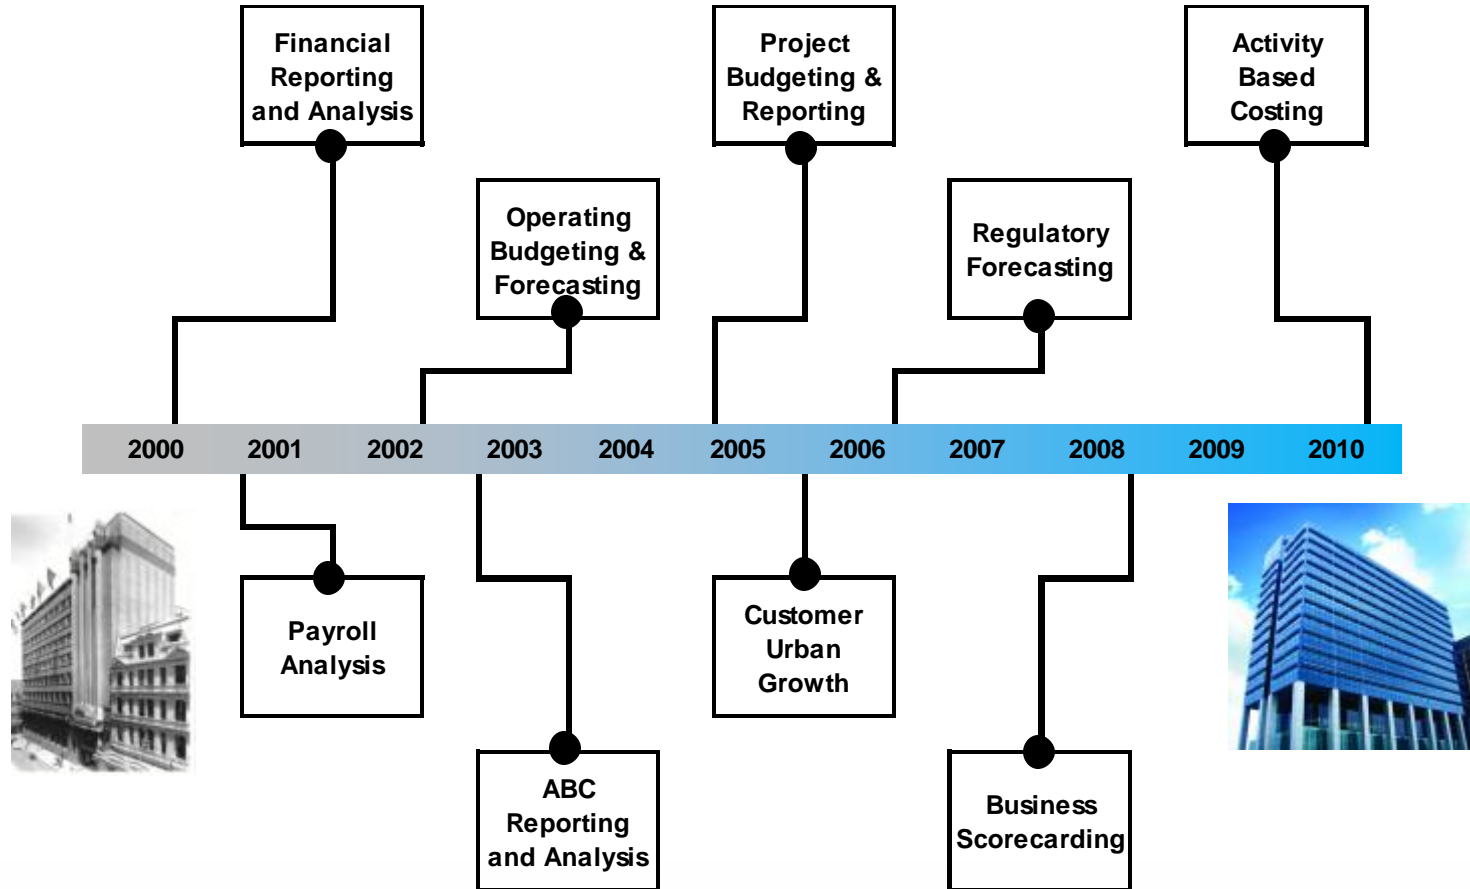 Financial
Reporting
and Analysis
Project
Budgeting &
Reporting
Activity
Based
Costing
Operating
Budgeting &
Forecasting
Regulatory
Forecasting
2000 2001 2002 2003 2004 2005 2006 2007 2008 2009 2010
Payroll
Analysis
Customer
Urban
Growth
ABC
Reporting
and Analysis
Business
Scorecarding